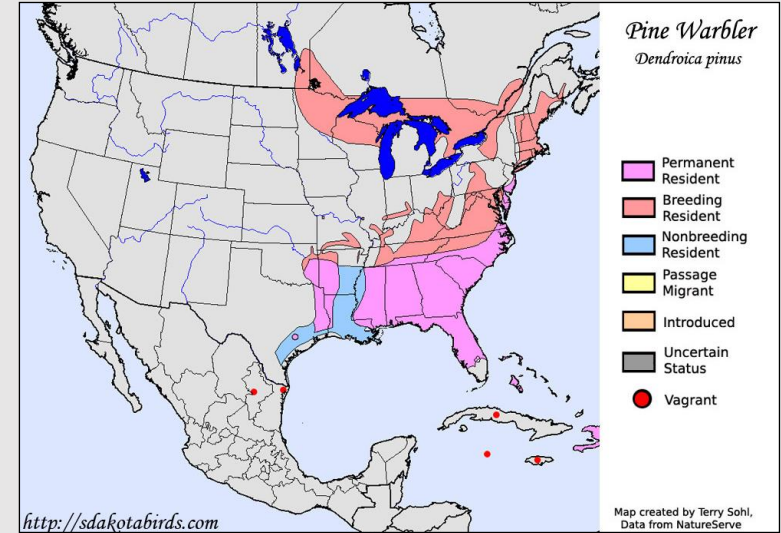 Pine Warbler
Dendroica pinus
Permanent
Resident
Breeding
Resident
Nonbreeding
Resident
Passage
Migrant
Introduced
Uncertain
Status
Vagrant
Map created by Terry Sohl,
Data from NatureServe
http://sdakotabirds.com